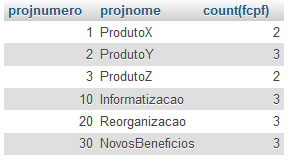 projnumero projnome count(fcpf)
1 ProdutoX 2
2 ProdutoY 3
3 ProdutoZ 2
10 Informatizacao 3
20 Reorganizacao 3
30 NovosBeneficios 3